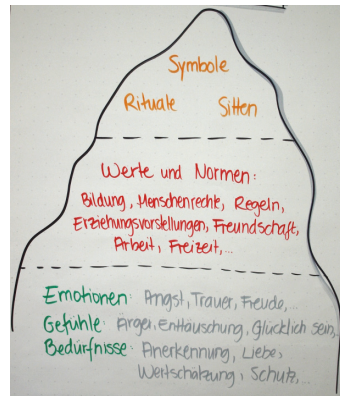 Symbole
Rituale Sitten
Werte und Normen:
Bildung, Menschenrechte, Regeln,
Erziehungsvorstellungen, Freundschaft,
Arbeit, Freizeit,...
Emotionen: Angst, Trauer, Freude,...
Gefühle: Ärger, Enttäuschung, Glücklich sein,..
Bedürfnisse: Anerkennung, Liebe,
Wertschätzung, Schutz,...